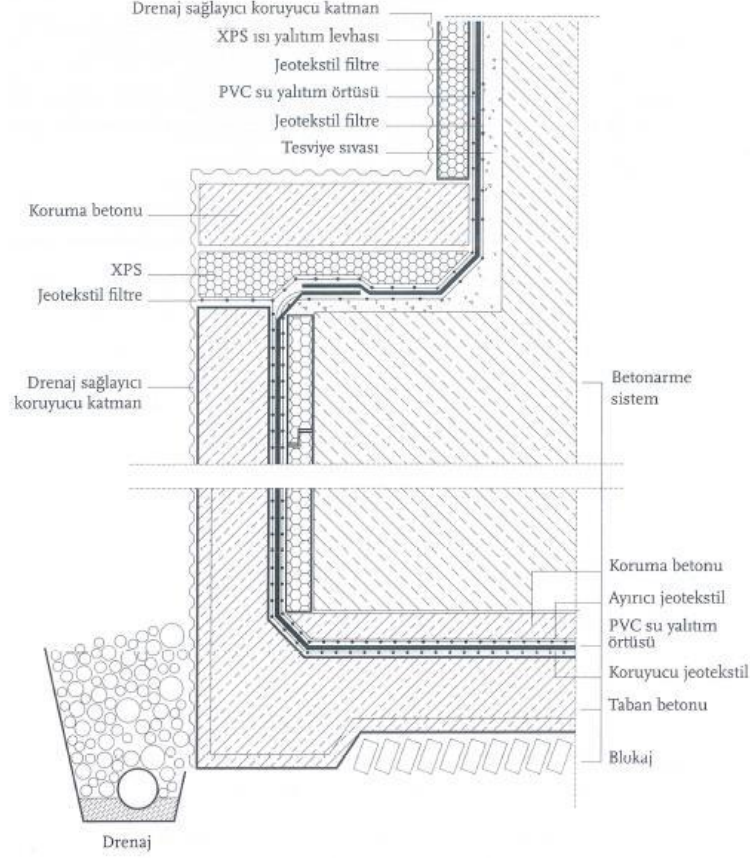 Drenaj sağlayıcı koruyucu katman
XPS ısı yalıtım levhası
Jeotekstil filtre
PVC su yalıtım örtüsü
Jeotekstil filtre
Tesviye sıvası
Koruma betonu
XPS
Jeotekstil filtre
Drenaj sağlayıcı
koruyucu katman
Betonarme
sistem
Koruma betonu
Ayırıcı jeotekstil
PVC su yalıtım
örtüsü
Koruyucu jeotekstil
Taban betonu
Blokaj
Drenaj